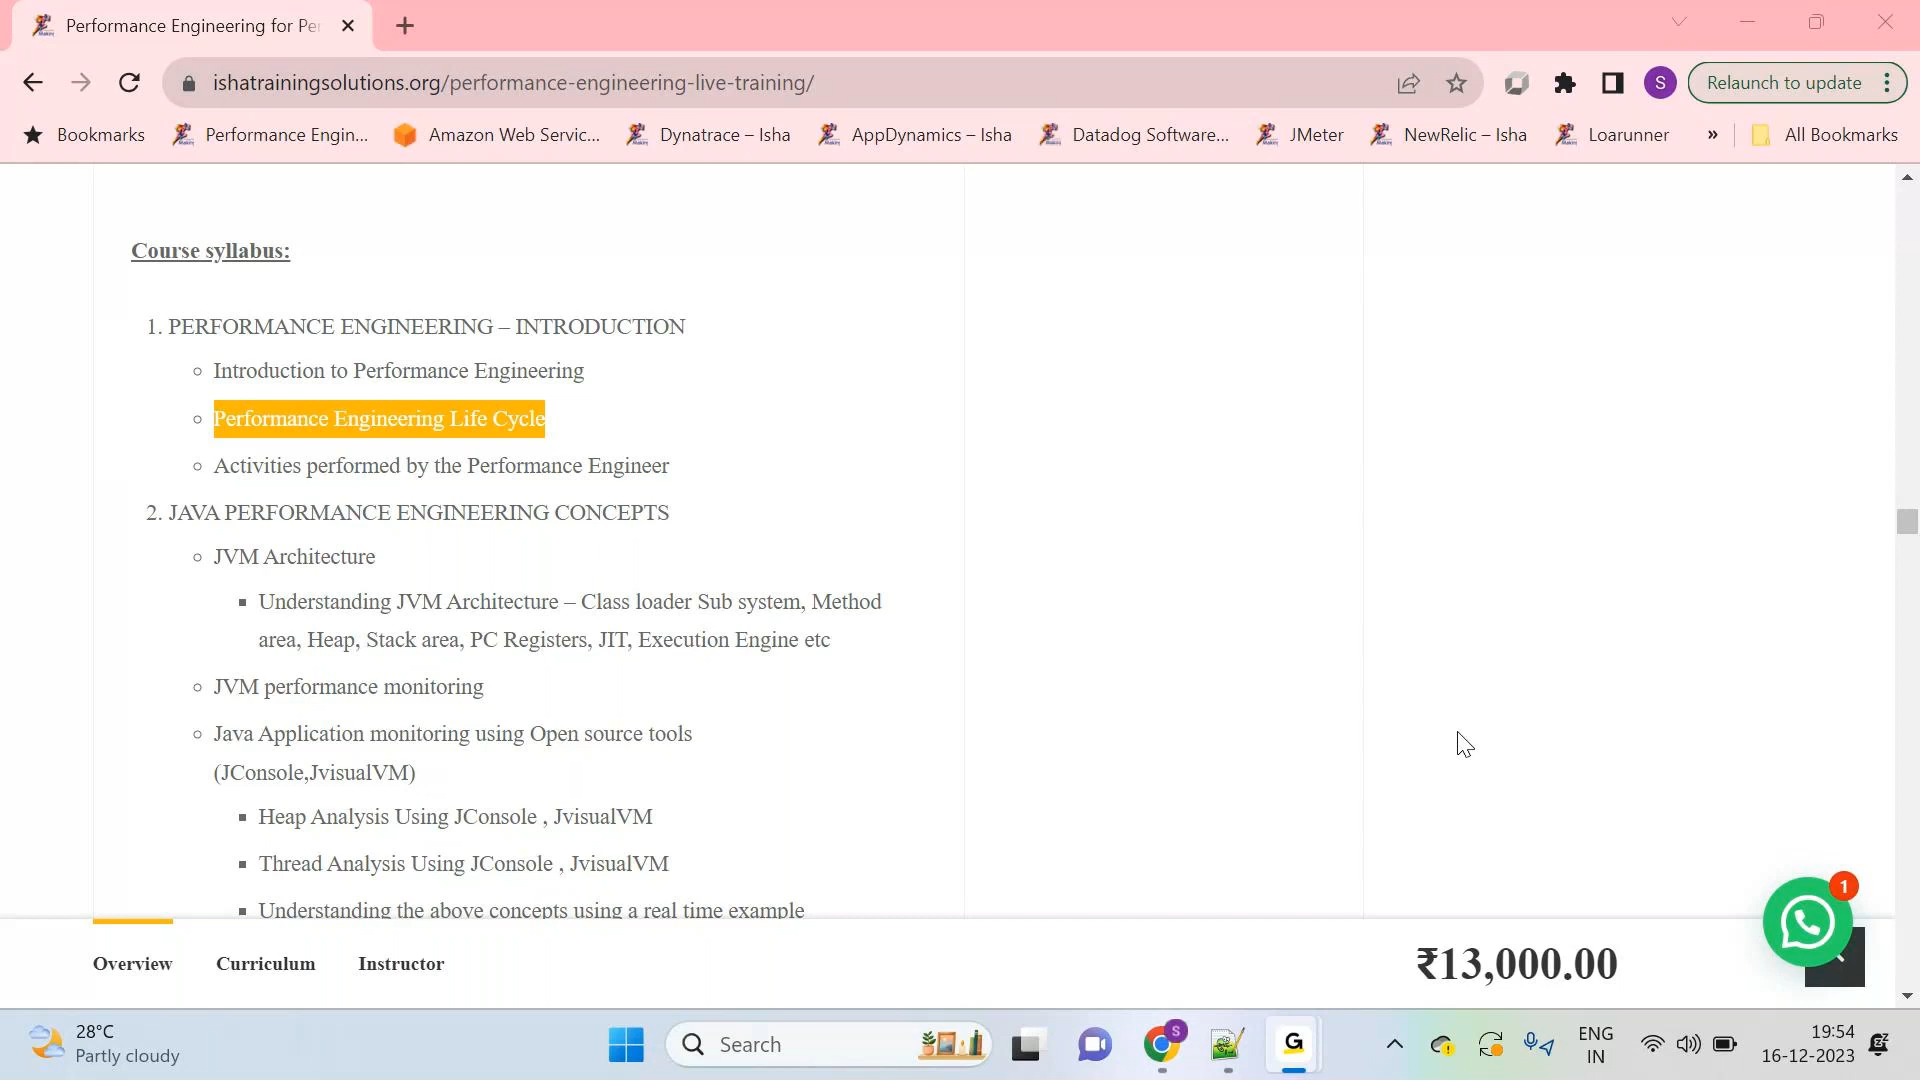 Performance Engineering for Pe
ishatrainingsolutions.org/performance-engineering-live-training/
S
Relaunch to update
Bookmarks
Performance Engin...
Amazon Web Servic...
Dynatrace – Isha
AppDynamics – Isha
Datadog Software...
JMeter
NewRelic – Isha
Loarunner
»
All Bookmarks
Course syllabus:
1. PERFORMANCE ENGINEERING – INTRODUCTION
Introduction to Performance Engineering
Performance Engineering Life Cycle
Activities performed by the Performance Engineer
2. JAVA PERFORMANCE ENGINEERING CONCEPTS
JVM Architecture
Understanding JVM Architecture – Class loader Sub system, Method
area, Heap, Stack area, PC Registers, JIT, Execution Engine etc
JVM performance monitoring
Java Application monitoring using Open source tools
(JConsole,JvisualVM)
Heap Analysis Using JConsole , JvisualVM
Thread Analysis Using JConsole , JvisualVM
Understanding the above concepts using a real time example
1
Overview
Curriculum
Instructor
₹13,000.00
28°C
Partly cloudy
Search
S
G
ENG
IN
19:54
16-12-2023